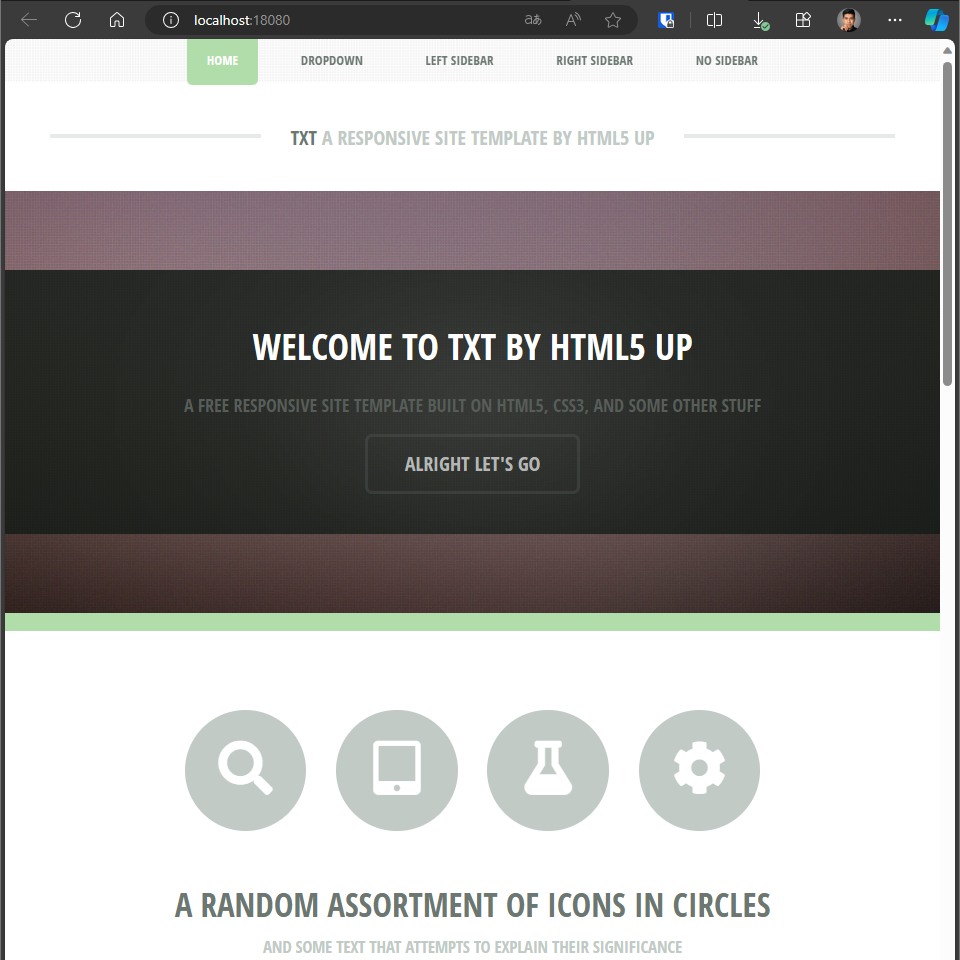 localhost:18080
HOME DROPDOWN LEFT SIDEBAR RIGHT SIDEBAR NO SIDEBAR
TXT A RESPONSIVE SITE TEMPLATE BY HTML5 UP
WELCOME TO TXT BY HTML5 UP
A FREE RESPONSIVE SITE TEMPLATE BUILT ON HTML5, CSS3, AND SOME OTHER STUFF
ALRIGHT LET'S GO
A RANDOM ASSORTMENT OF ICONS IN CIRCLES
AND SOME TEXT THAT ATTEMPTS TO EXPLAIN THEIR SIGNIFICANCE